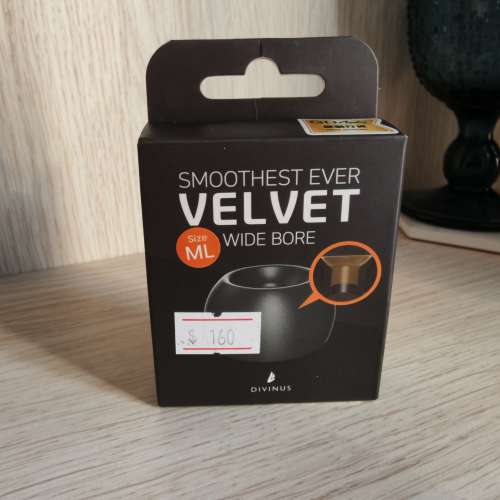 SMOOTHEST EVER
VELVET
Size
ML
WIDE BORE
$ 160
DIVINUS